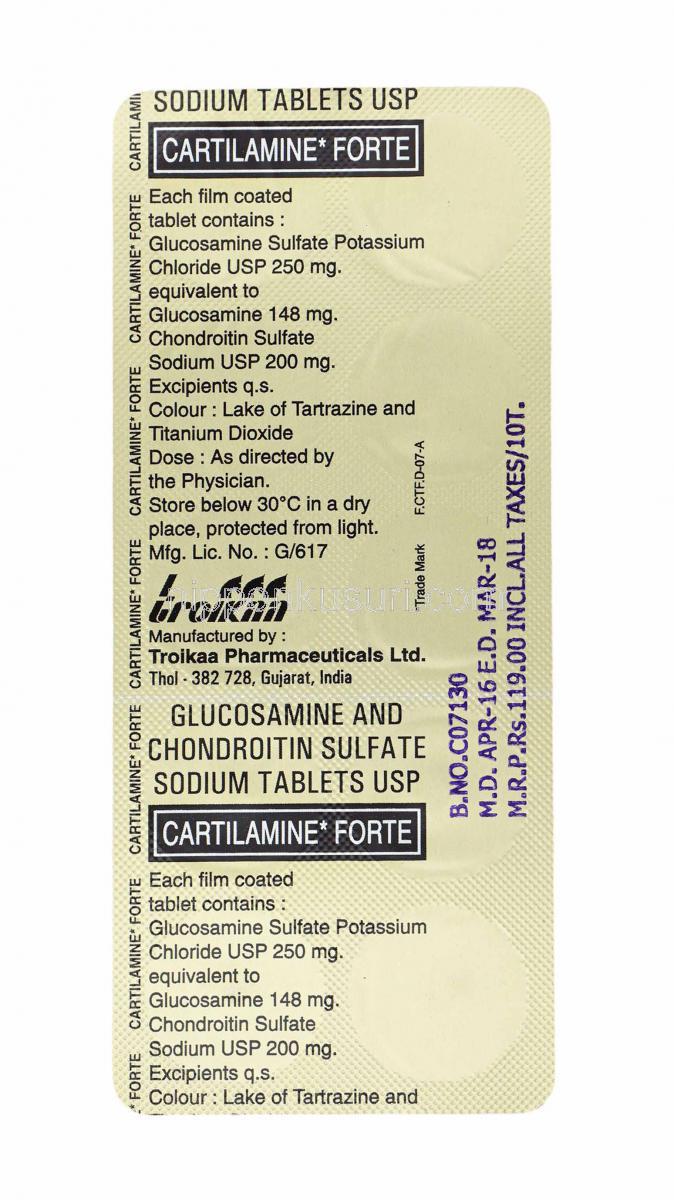 SODIUM TABLETS USP
CARTILAMINE* FORTE
Each film coated
tablet contains :
Glucosamine Sulfate Potassium
Chloride USP 250 mg.
equivalent to
Glucosamine 148 mg.
Chondroitin Sulfate
Sodium USP 200 mg.
Excipients q.s.
Colour : Lake of Tartrazine and
Titanium Dioxide
Dose : As directed by
the Physician.
Store below 30°C in a dry
place, protected from light.
Mfg. Lic. No. : G/617
troikaa
nipponkusuri.com
Manufactured by :
Troikaa Pharmaceuticals Ltd.
Thol - 382 728, Gujarat, India
GLUCOSAMINE AND
CHONDROITIN SULFATE
SODIUM TABLETS USP
CARTILAMINE* FORTE
Each film coated
tablet contains :
Glucosamine Sulfate Potassium
Chloride USP 250 mg.
equivalent to
Glucosamine 148 mg.
Chondroitin Sulfate
Sodium USP 200 mg.
Excipients q.s.
Colour : Lake of Tartrazine and
* FORTE CARTILAMINE* FORTE CARTILAMINE* FORTE CARTILAMINE* FORTE CARTILAMINE* FORTE CARTILAMINE* FORTE CARTILAMI
*Trade Mark F.CTF.D-07-A
B.NO.C07130
M.D. APR-16 E.D. MAR-18
M.R.P.Rs.119.00 INCL.ALL TAXES/10T.